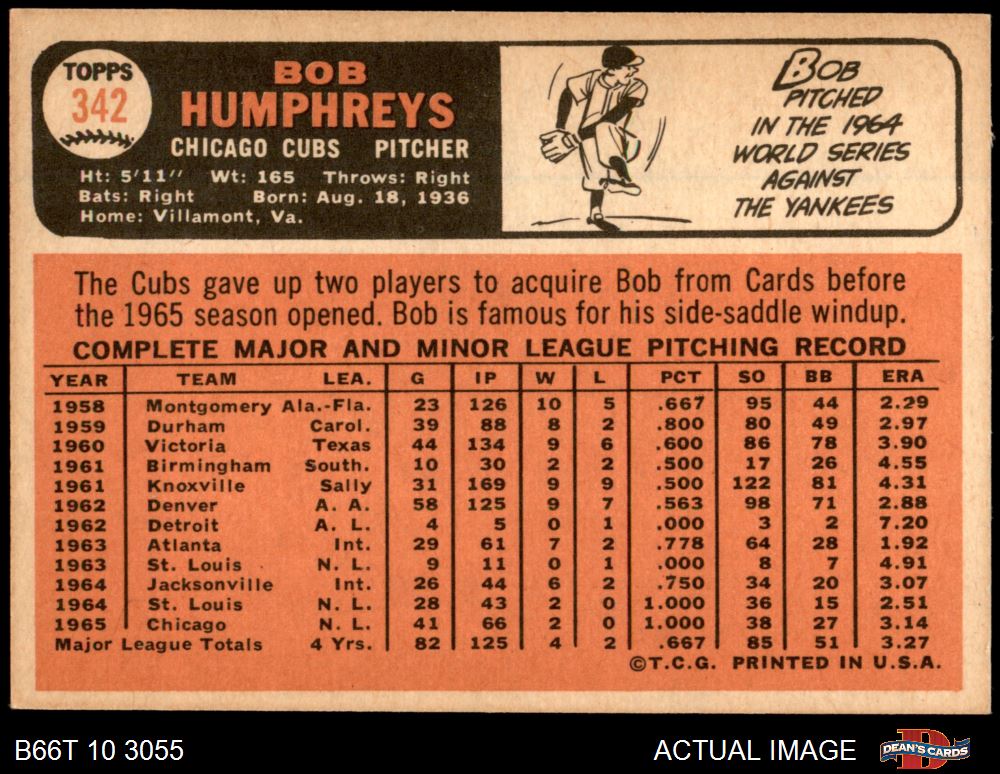 TOPPS
342
BOB
HUMPHREYS
CHICAGO CUBS PITCHER
Ht: 5'11" Wt: 165 Throws: Right
Bats: Right Born: Aug. 18, 1936
Home: Villamont, Va.
BOB
PITCHED
IN THE 1964
WORLD SERIES
AGAINST
THE YANKEES
The Cubs gave up two players to acquire Bob from Cards before
the 1965 season opened. Bob is famous for his side-saddle windup.
COMPLETE MAJOR AND MINOR LEAGUE PITCHING RECORD
YEAR TEAM LEA. G IP W L PCT SO BB ERA
1958 Montgomery Ala.-Fla. 23 126 10 5 .667 95 44 2.29
1959 Durham Carol. 39 88 8 2 .800 80 49 2.97
1960 Victoria Texas 44 134 9 6 .600 86 78 3.90
1961 Birmingham South. 10 30 2 2 .500 17 26 4.55
1961 Knoxville Sally 31 169 9 9 .500 122 81 4.31
1962 Denver A. A. 58 125 9 7 .563 98 71 2.88
1962 Detroit A. L. 4 5 0 1 .000 3 2 7.20
1963 Atlanta Int. 29 61 7 2 .778 64 28 1.92
1963 St. Louis N. L. 9 11 0 1 .000 8 7 4.91
1964 Jacksonville Int. 26 44 6 2 .750 34 20 3.07
1964 St. Louis N. L. 28 43 2 0 1.000 36 15 2.51
1965 Chicago N. L. 41 66 2 0 1.000 38 27 3.14
Major League Totals 4 Yrs. 82 125 4 2 .667 85 51 3.27
©T.C.G. PRINTED IN U.S.A.
B66T 10 3055
ACTUAL IMAGE
DEAN'S CARDS